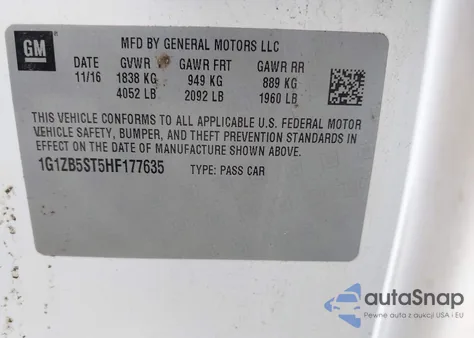 GM
MFD BY GENERAL MOTORS LLC
DATE GVWR GAWR FRT GAWR RR
11/16 1838 KG 949 KG 889 KG
4052 LB 2092 LB 1960 LB
THIS VEHICLE CONFORMS TO ALL APPLICABLE U.S. FEDERAL MOTOR
VEHICLE SAFETY, BUMPER, AND THEFT PREVENTION STANDARDS IN
EFFECT ON THE DATE OF MANUFACTURE SHOWN ABOVE.
1G1ZB5ST5HF177635 TYPE: PASS CAR
autoSnap
Pewne auta z USA i EU